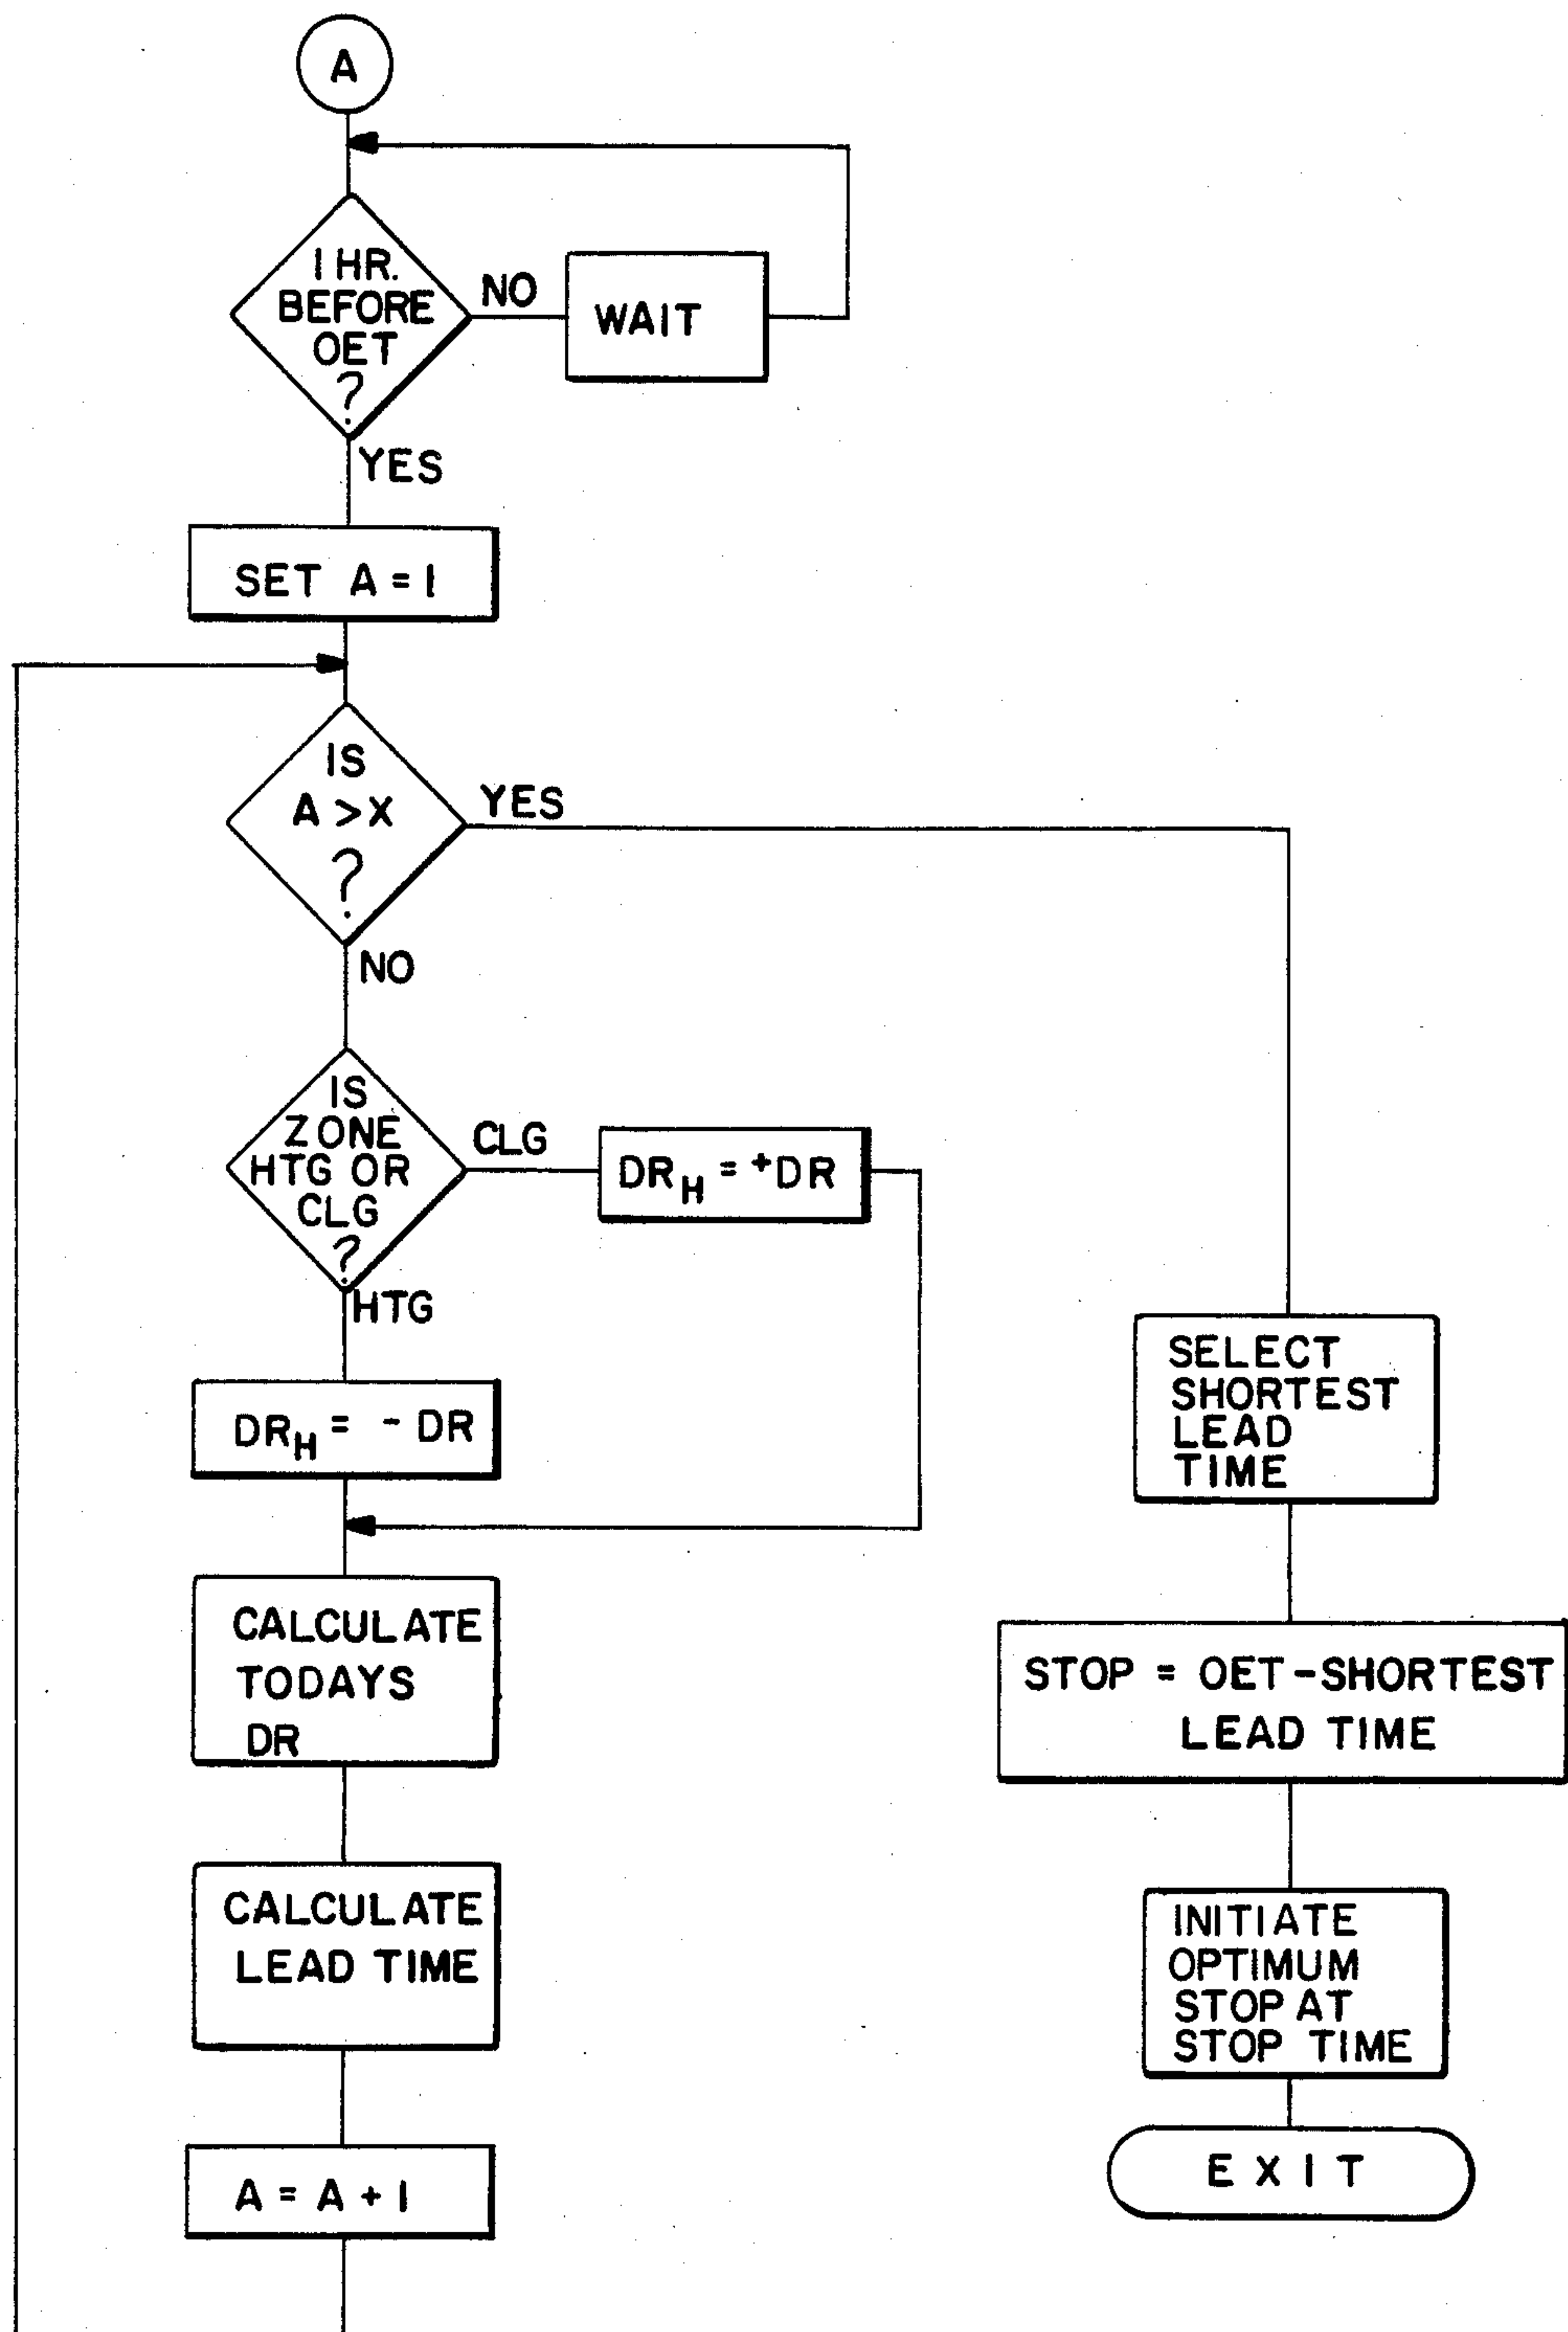 A
1 HR.
BEFORE
OET
?
NO
WAIT
YES
SET A = 1
IS
A > X
?
YES
NO
IS
ZONE
HTG OR
CLG
?
CLG
DRH = +DR
HTG
DRH = - DR
CALCULATE
TODAYS
DR
CALCULATE
LEAD TIME
A = A + 1
SELECT
SHORTEST
LEAD
TIME
STOP = OET-SHORTEST
LEAD TIME
INITIATE
OPTIMUM
STOP AT
STOP TIME
EXIT